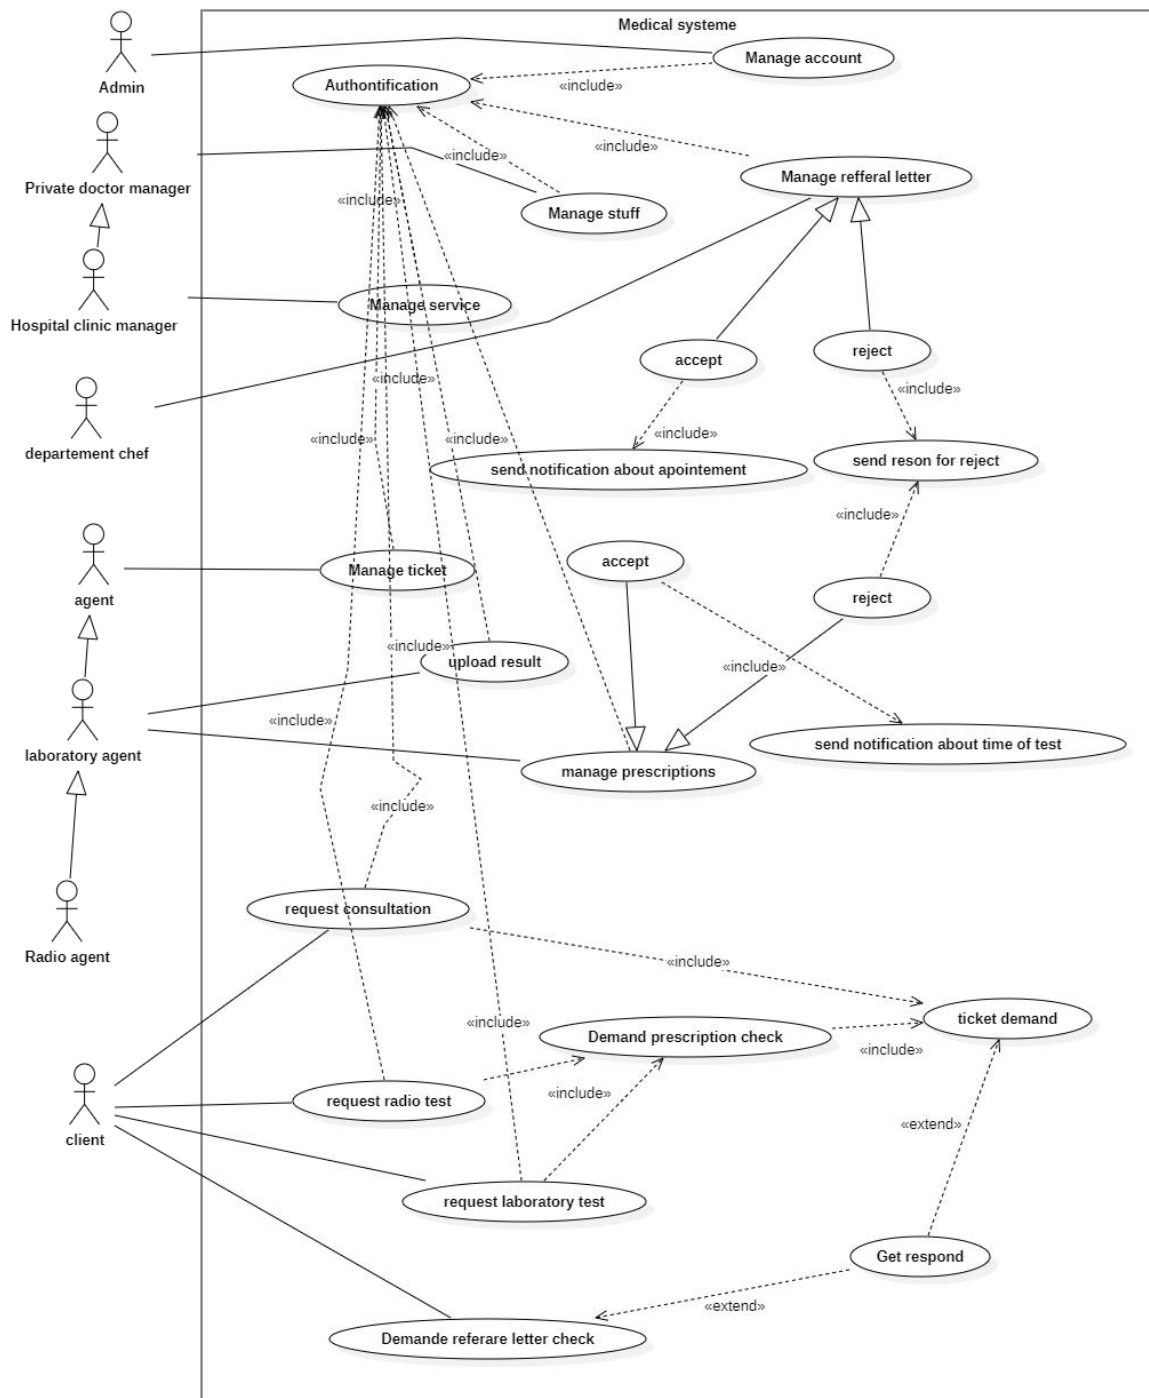 Medical systeme
Admin
Manage account
Authontification
«include»
Private doctor manager
«include»
«include»
Manage refferal letter
«include»
Manage stuff
Hospital clinic manager
Manage service
accept
reject
«include»
«include»
departement chef
«include»
«include»
«include»
send notification about apointement
send reson for reject
«include»
agent
Manage ticket
accept
reject
«include»
upload result
«include»
laboratory agent
«include»
manage prescriptions
send notification about time of test
«include»
Radio agent
request consultation
«include»
ticket demand
«include»
Demand prescription check
«include»
client
request radio test
«include»
«extend»
request laboratory test
Get respond
«extend»
Demande referare letter check